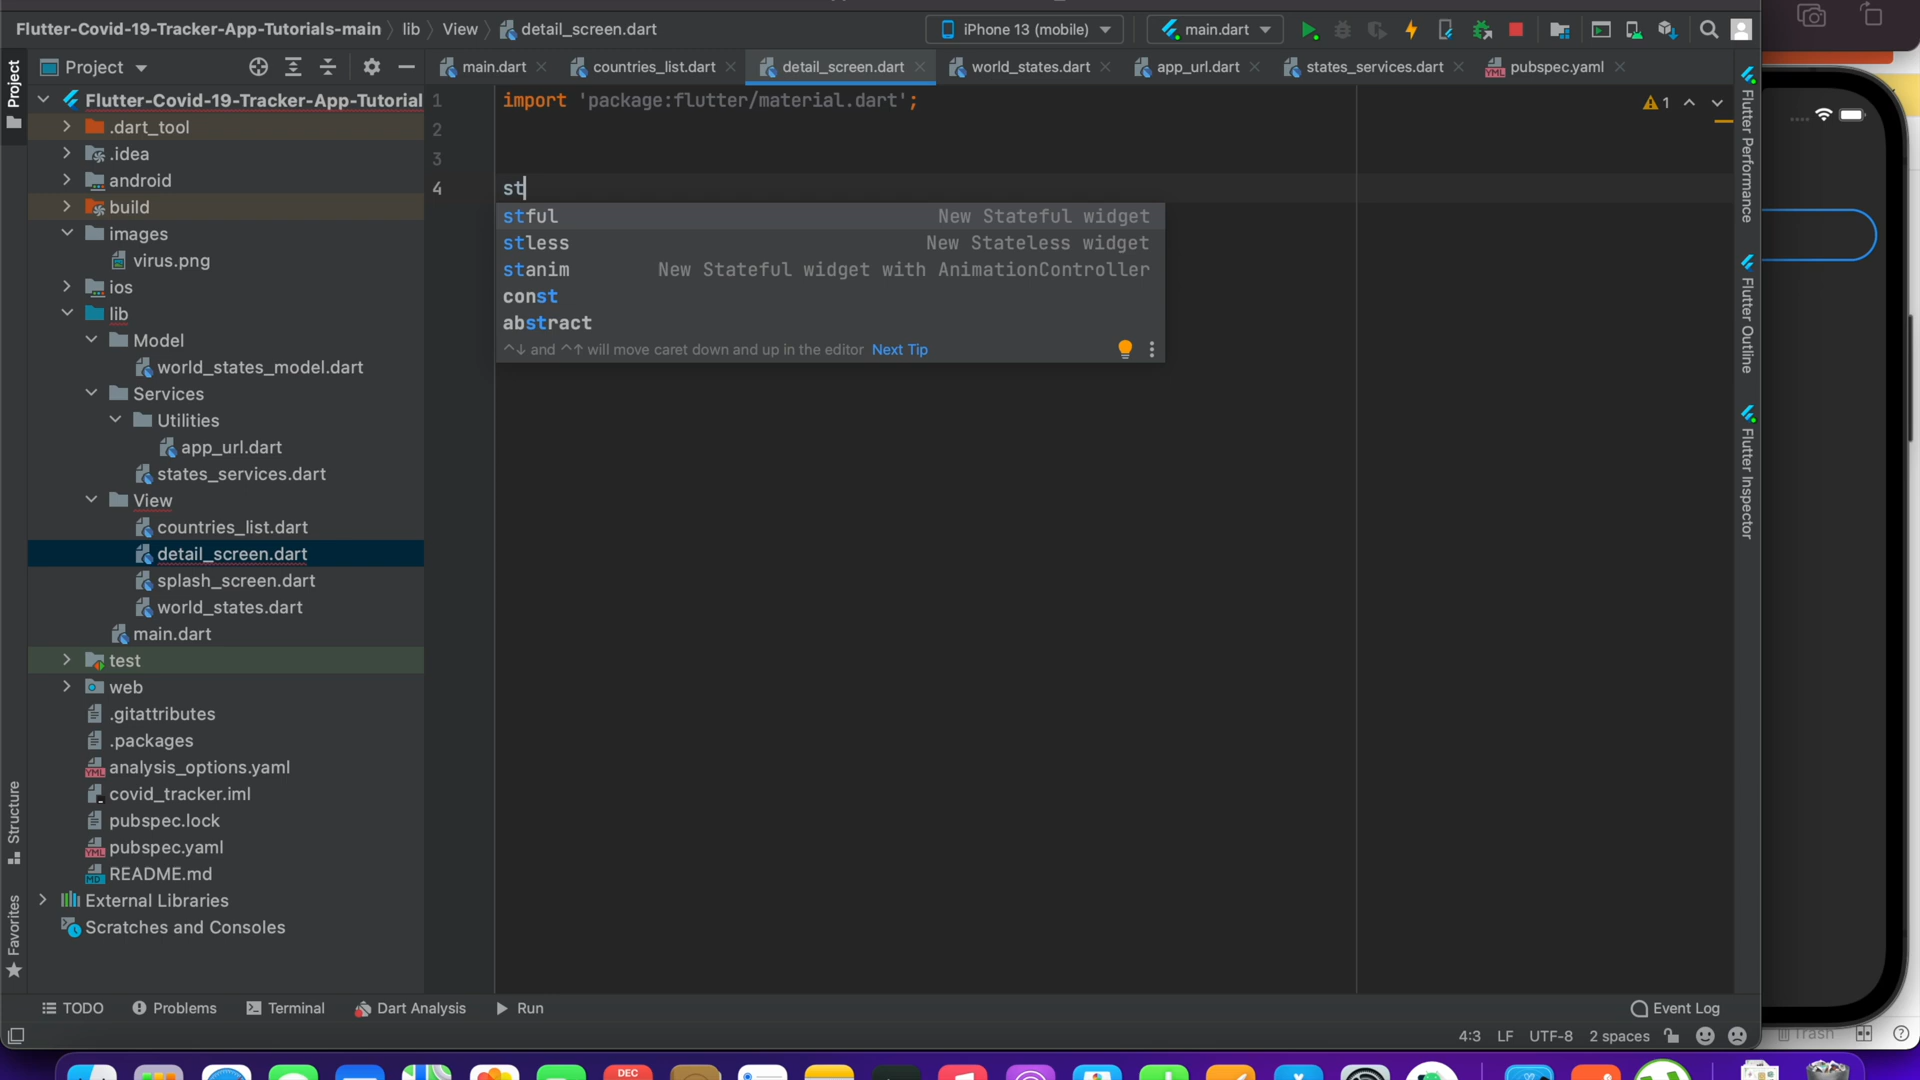 Flutter-Covid-19-Tracker-App-Tutorials-main lib View detail_screen.dart iPhone 13 (mobile) main.dart
Project main.dart countries_list.dart detail_screen.dart world_states.dart app_url.dart states_services.dart pubspec.yaml
Project
Flutter-Covid-19-Tracker-App-Tutorial
.dart_tool
.idea
android
build
images
virus.png
ios
lib
Model
world_states_model.dart
Services
Utilities
app_url.dart
states_services.dart
View
countries_list.dart
detail_screen.dart
splash_screen.dart
world_states.dart
main.dart
test
web
.gitattributes
.packages
analysis_options.yaml
covid_tracker.iml
pubspec.lock
pubspec.yaml
README.md
External Libraries
Scratches and Consoles
Structure
Favorites
1 import 'package:flutter/material.dart';
2
3
4 st
1
stful New Stateful widget
stless New Stateless widget
stanim New Stateful widget with AnimationController
const
abstract
^↓ and ^↑ will move caret down and up in the editor Next Tip
Flutter Performance
Flutter Outline
Flutter Inspector
TODO Problems Terminal Dart Analysis Run Event Log
4:3 LF UTF-8 2 spaces
Trash
DEC